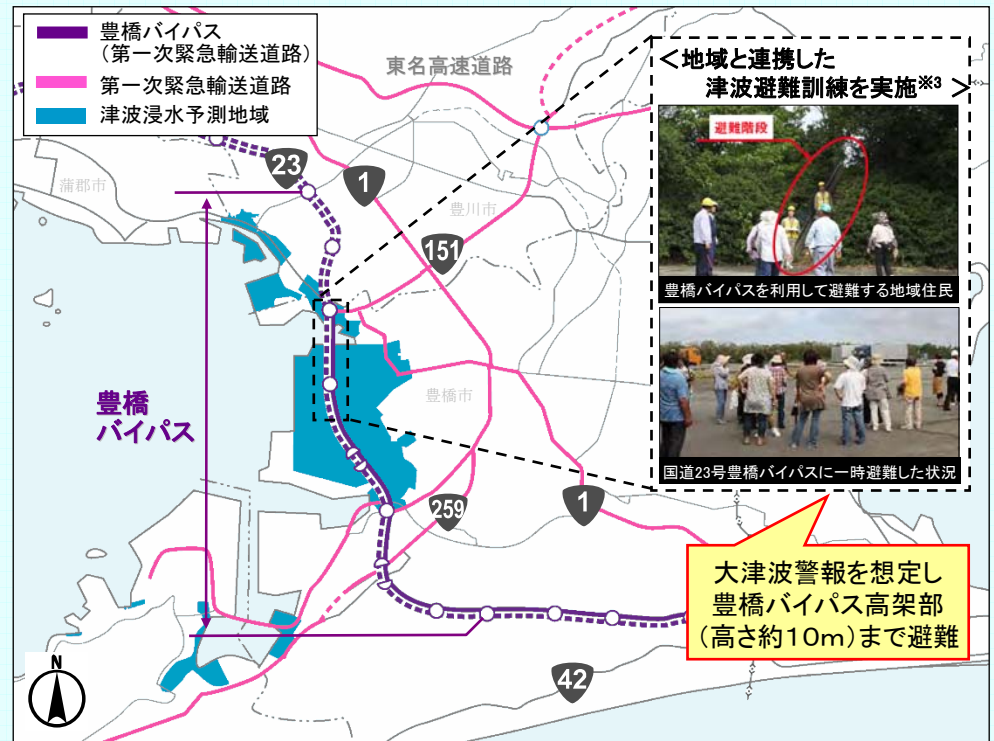 豊橋バイパス
(第一次緊急輸送道路)
第一次緊急輸送道路
津波浸水予測地域
東名高速道路
<地域と連携した
津波避難訓練を実施※3 >
避難階段
豊橋バイパスを利用して避難する地域住民
国道23号豊橋バイパスに一時避難した状況
蒲郡市
23
1
豊川市
151
豊橋
バイパス
豊橋市
259
1
大津波警報を想定し
豊橋バイパス高架部
(高さ約10m)まで避難
N
42